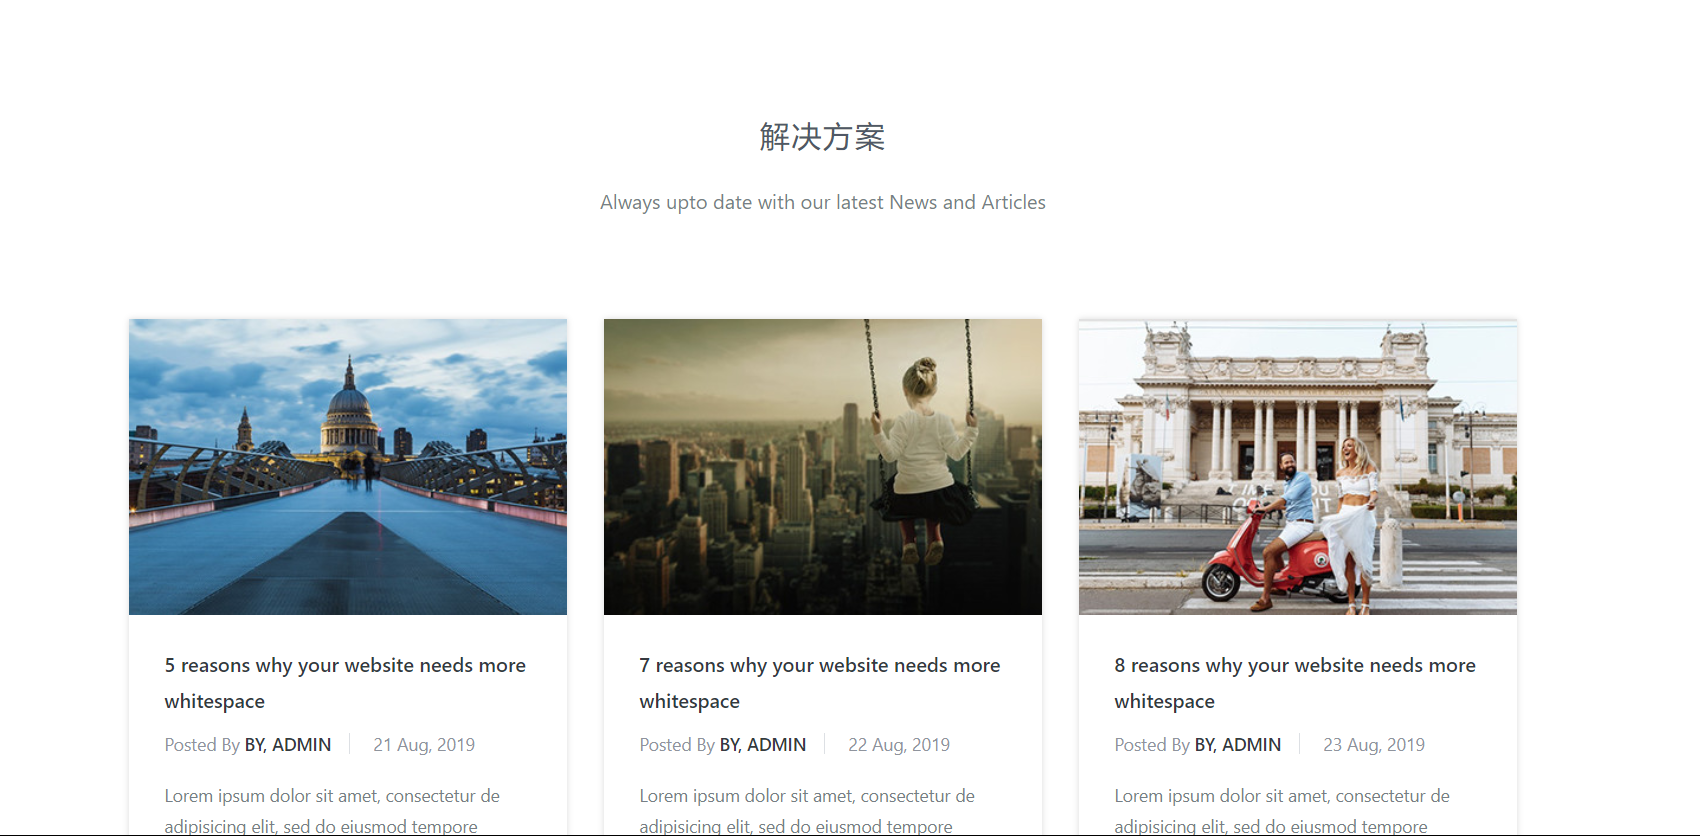 解决方案
Always upto date with our latest News and Articles
5 reasons why your website needs more
whitespace
Posted By BY, ADMIN 21 Aug, 2019
Lorem ipsum dolor sit amet, consectetur de
adipisicing elit, sed do eiusmod tempore
7 reasons why your website needs more
whitespace
Posted By BY, ADMIN 22 Aug, 2019
Lorem ipsum dolor sit amet, consectetur de
adipisicing elit, sed do eiusmod tempore
8 reasons why your website needs more
whitespace
Posted By BY, ADMIN 23 Aug, 2019
Lorem ipsum dolor sit amet, consectetur de
adipisicing elit, sed do eiusmod tempore